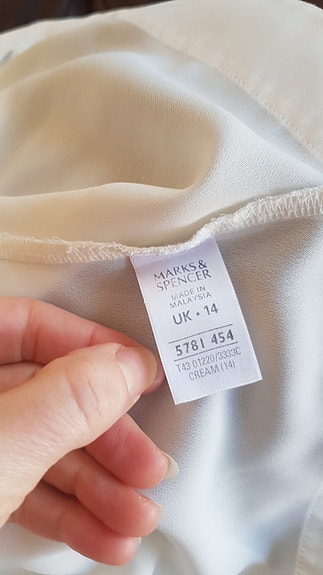 MARKS&
SPENCER
MADE IN
MALAYSIA
UK • 14
5781 454
T43 01220/3333C
CREAM (14)